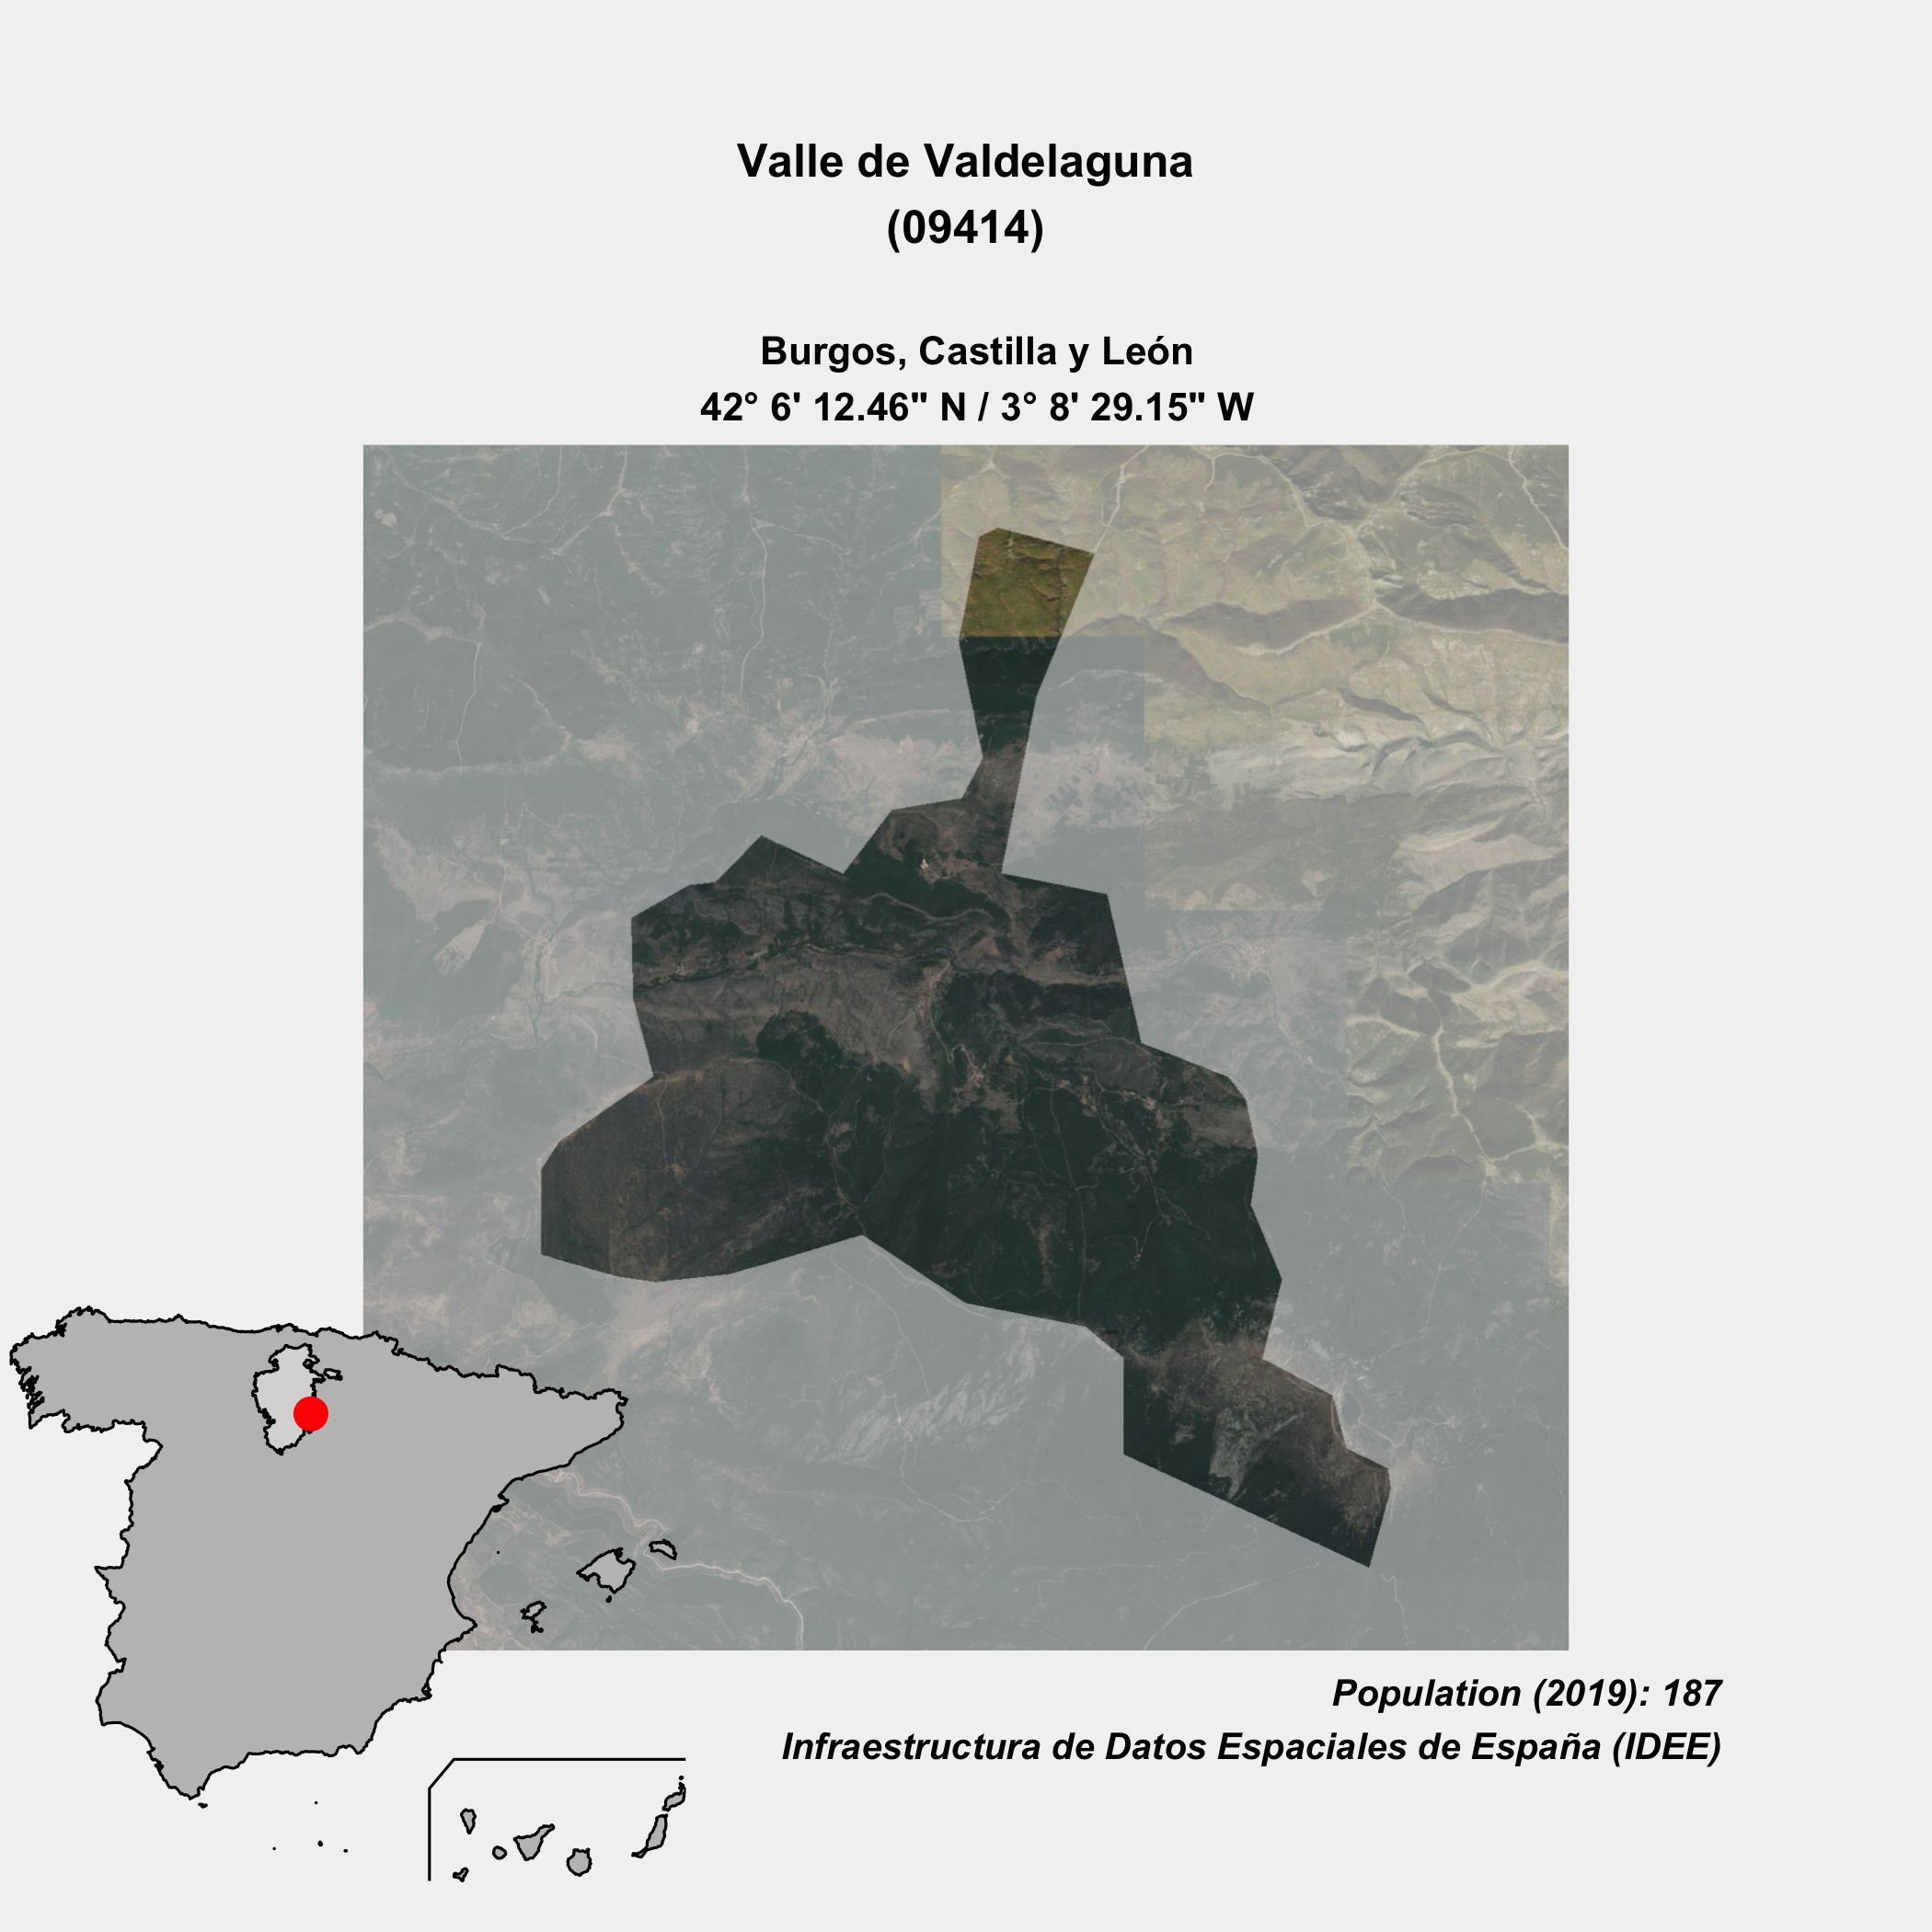 Valle de Valdelaguna
(09414)
Burgos, Castilla y León
42° 6' 12.46" N / 3° 8' 29.15" W
Population (2019): 187
Infraestructura de Datos Espaciales de España (IDEE)